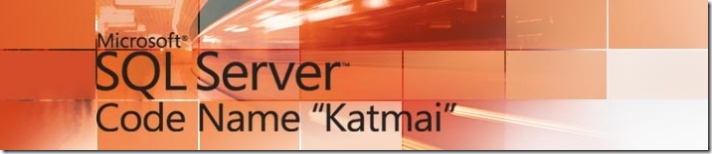 Microsoft®
SQL Server™
Code Name “Katmai”